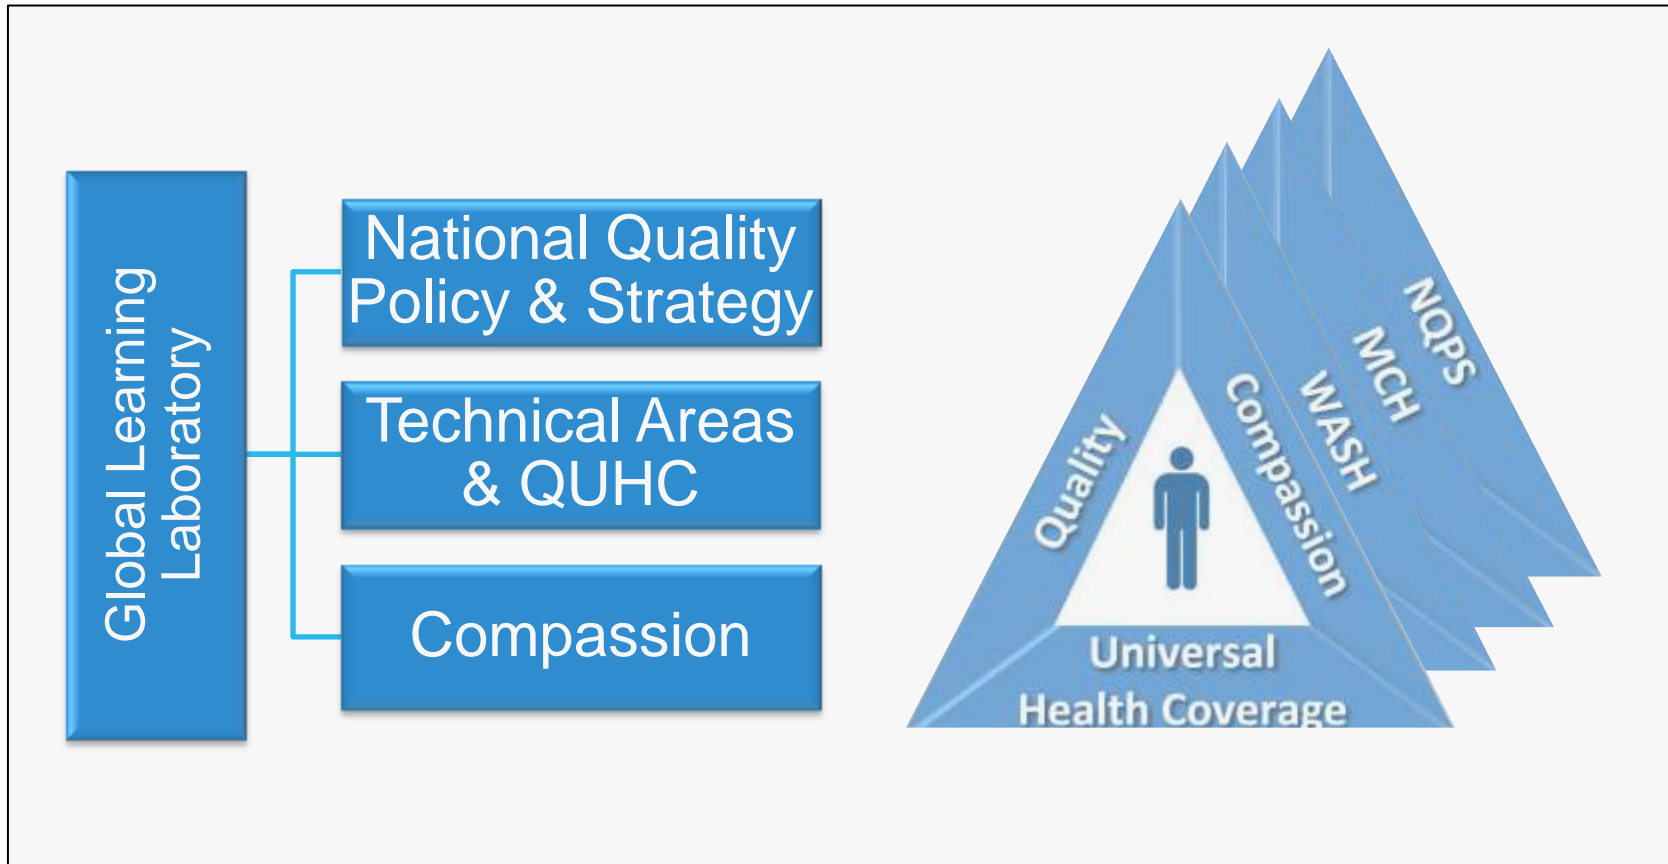 Global Learning
Laboratory
National Quality
Policy & Strategy
Technical Areas
& QUHC
Compassion
Quality
Compassion
WASH
MCH
NQPS
Universal
Health Coverage